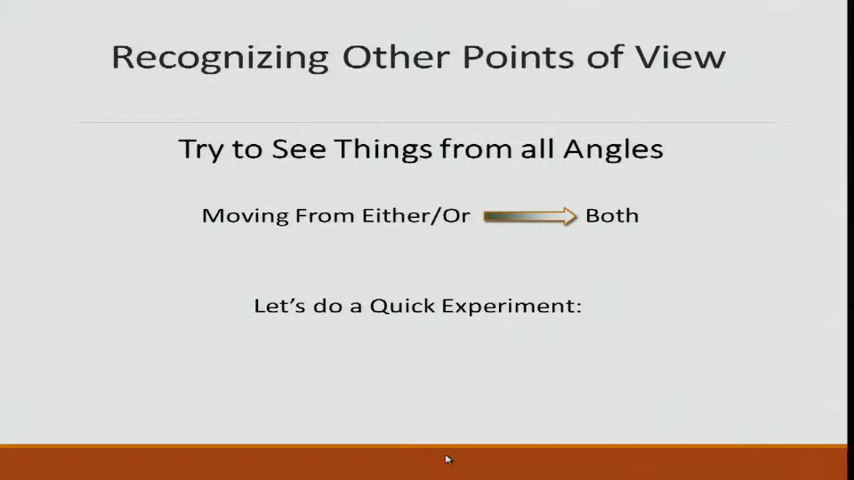 Recognizing Other Points of View
Try to See Things from all Angles
Moving From Either/Or Both
Let's do a Quick Experiment: